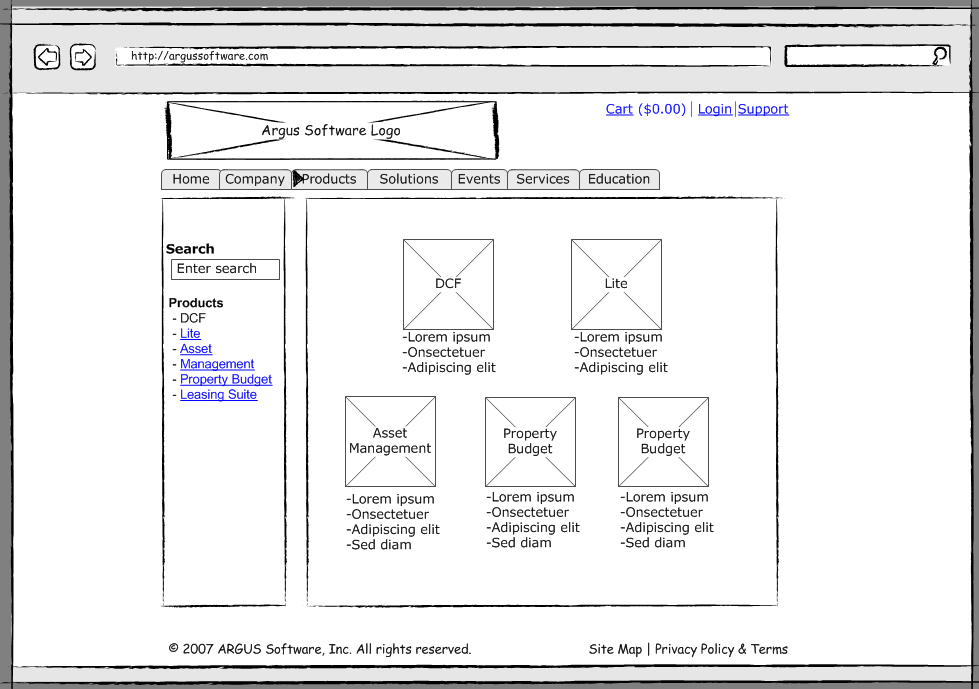 http://argussoftware.com
Argus Software Logo
Cart ($0.00) | Login | Support
Home Company Products Solutions Events Services Education
Search
Enter search
Products
- DCF
- Lite
- Asset
- Management
- Property Budget
- Leasing Suite
DCF
-Lorem ipsum
-Onsectetuer
-Adipiscing elit
Lite
-Lorem ipsum
-Onsectetuer
-Adipiscing elit
Asset
Management
-Lorem ipsum
-Onsectetuer
-Adipiscing elit
-Sed diam
Property
Budget
-Lorem ipsum
-Onsectetuer
-Adipiscing elit
-Sed diam
Property
Budget
-Lorem ipsum
-Onsectetuer
-Adipiscing elit
-Sed diam
© 2007 ARGUS Software, Inc. All rights reserved.
Site Map | Privacy Policy & Terms